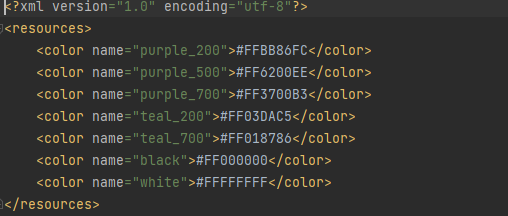 <?xml version="1.0" encoding="utf-8"?>
<resources>
    <color name="purple_200">#FFBB86FC</color>
    <color name="purple_500">#FF6200EE</color>
    <color name="purple_700">#FF3700B3</color>
    <color name="teal_200">#FF03DAC5</color>
    <color name="teal_700">#FF018786</color>
    <color name="black">#FF000000</color>
    <color name="white">#FFFFFFFF</color>
</resources>